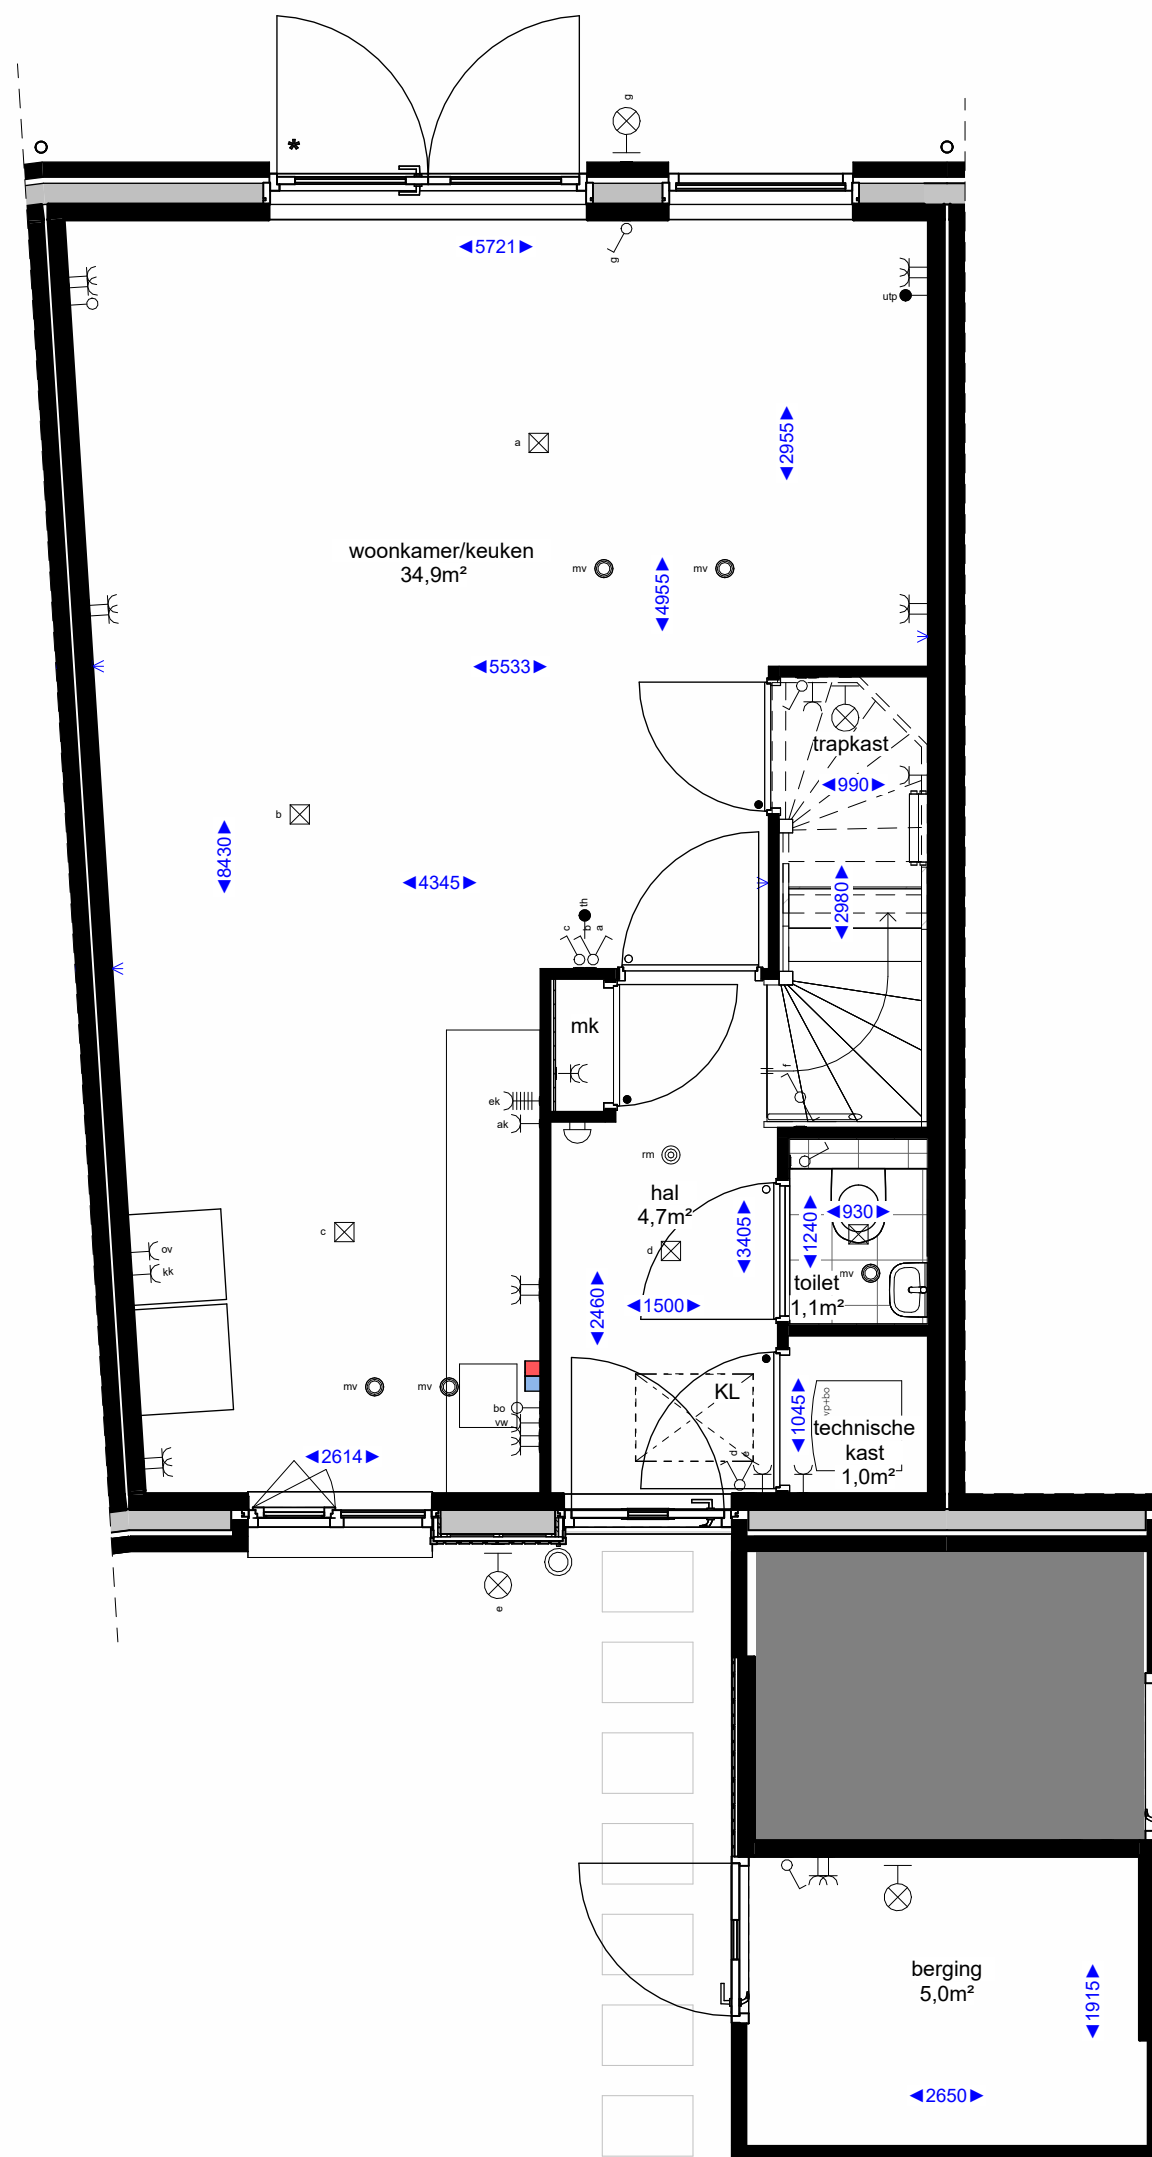 g
*
5721
g
utp
2955
a
woonkamer/keuken
34,9m²
mv
mv
4955
5533
trapkast
990
b
8430
4345
2980
th
c
b
a
mk
f
ek
ak
rm
hal
4,7m²
3405
1240
930
c
d
ov
kk
mv
toilet
1,1m²
2460
1500
mv
mv
KL
vp+bo
1045
bo
vw
technische
kast
1,0m²
d
e
2614
e
berging
5,0m²
1915
2650